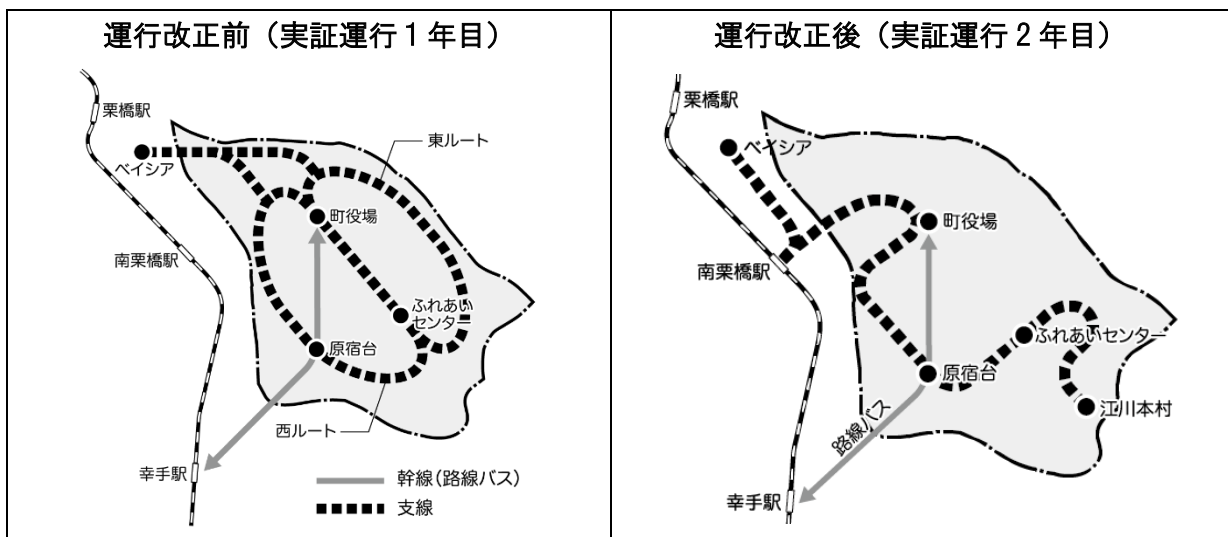 運行改正前（実証運行１年目）
栗橋駅
ベイシア
東ルート
町役場
南栗橋駅
ふれあい
センター
原宿台
西ルート
幸手駅
幹線(路線バス)
支線
運行改正後（実証運行２年目）
栗橋駅
ベイシア
町役場
南栗橋駅
ふれあいセンター
原宿台
江川本村
路線バス
幸手駅